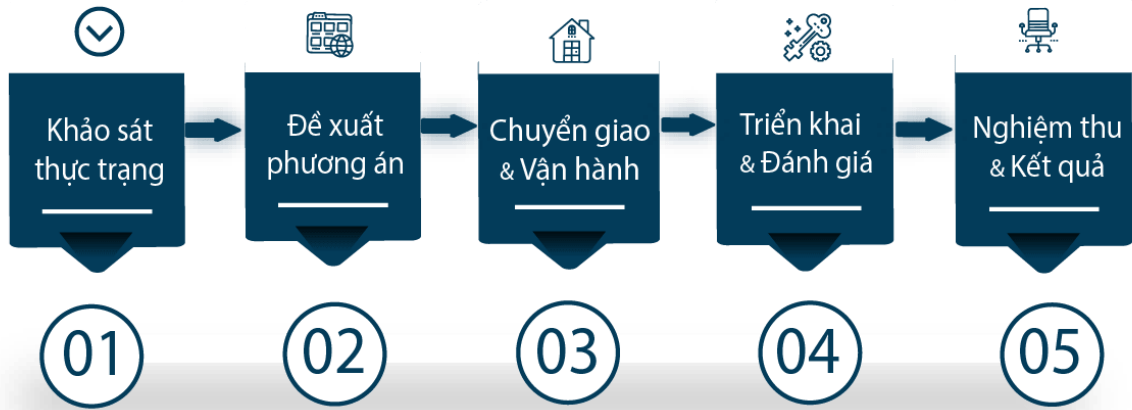 Khảo sát
thực trạng
Đề xuất
phương án
Chuyển giao
& Vận hành
Triển khai
& Đánh giá
Nghiệm thu
& Kết quả
01
02
03
04
05